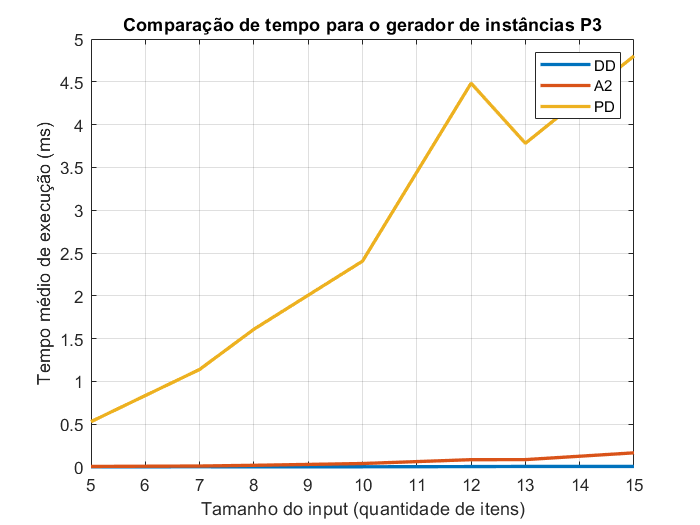 Comparação de tempo para o gerador de instâncias P3
5
4.5
4
3.5
3
2.5
2
1.5
1
0.5
0
Tempo médio de execução (ms)
DD
A2
PD
5 6 7 8 9 10 11 12 13 14 15
Tamanho do input (quantidade de itens)